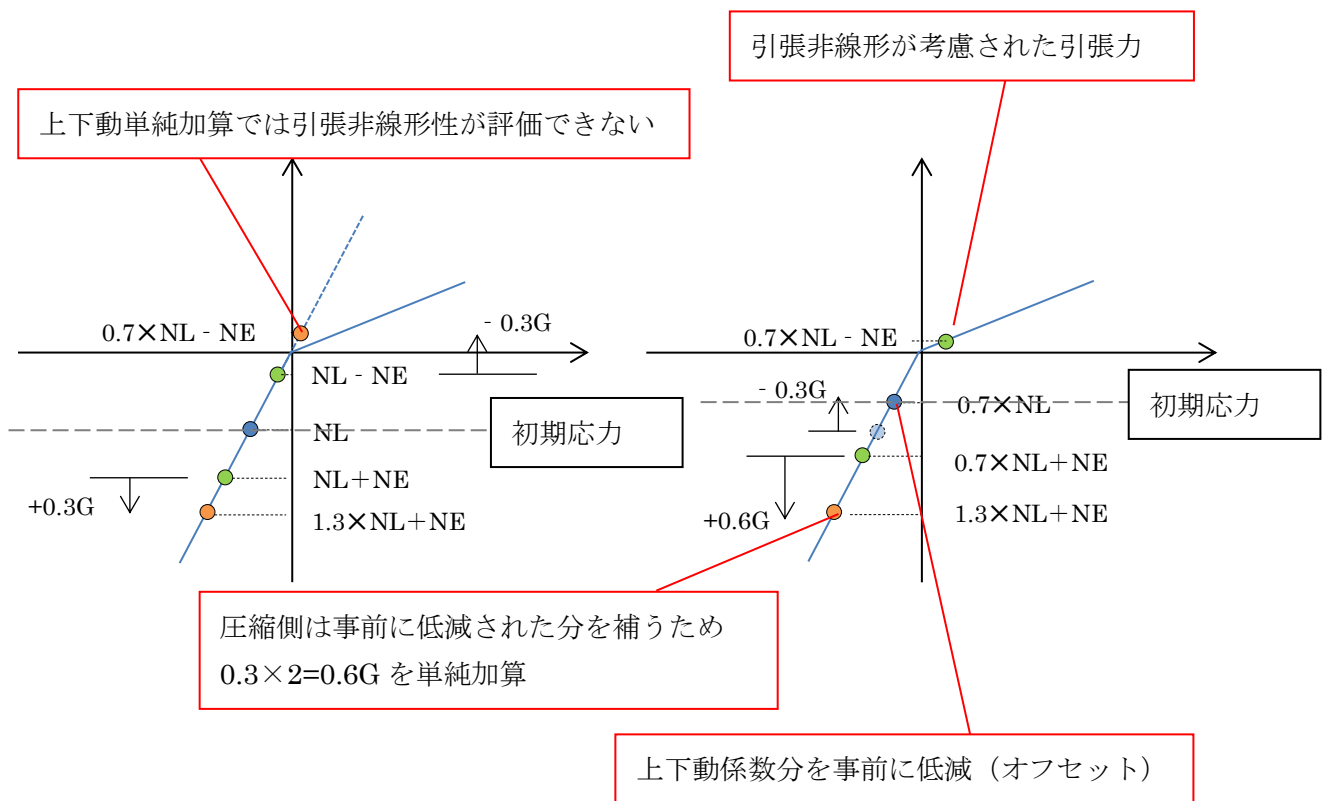 引張非線形が考慮された引張力
上下動単純加算では引張非線形性が評価できない
0.7×NL - NE
- 0.3G
NL - NE
NL
初期応力
NL+NE
+0.3G
1.3×NL+NE
0.7×NL - NE
- 0.3G
0.7×NL
初期応力
0.7×NL+NE
+0.6G
1.3×NL+NE
圧縮側は事前に低減された分を補うため
0.3×2=0.6G を単純加算
上下動係数分を事前に低減（オフセット）